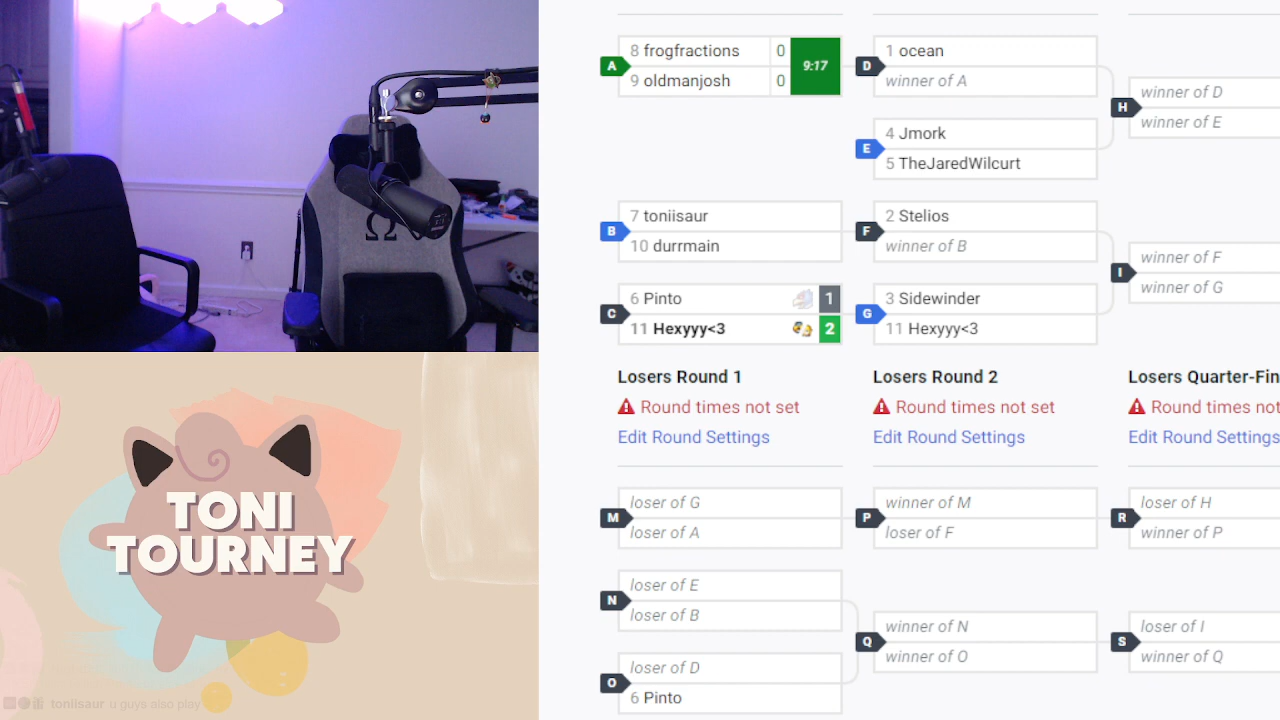 TONI
TOURNEY
toniisaur u guys also play
A
8 frogfractions 0
9 oldmanjosh 0
9:17
D
1 ocean
winner of A
H
winner of D
winner of E
E
4 Jmork
5 TheJaredWilcurt
B
7 toniisaur
10 durrmain
F
2 Stelios
winner of B
I
winner of F
winner of G
C
6 Pinto 1
11 Hexyyy<3 2
G
3 Sidewinder
11 Hexyyy<3
Losers Round 1
Round times not set
Edit Round Settings
Losers Round 2
Round times not set
Edit Round Settings
Losers Quarter-Fin
Round times not
Edit Round Settings
M
loser of G
loser of A
P
winner of M
loser of F
R
loser of H
winner of P
N
loser of E
loser of B
Q
winner of N
winner of O
S
loser of I
winner of Q
O
loser of D
6 Pinto